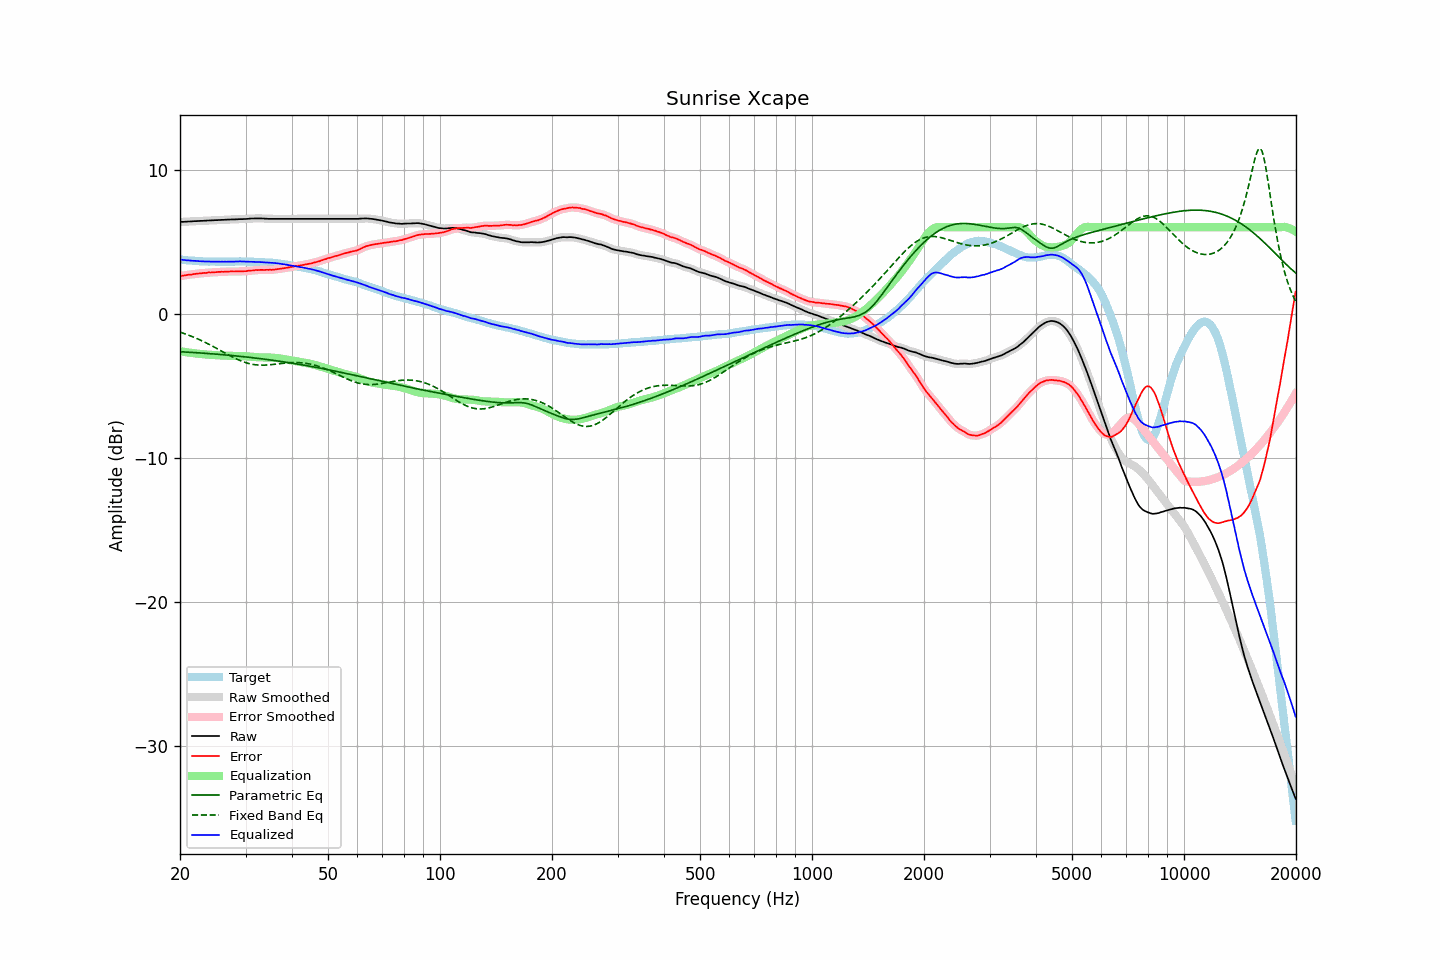 Sunrise Xcape
Amplitude (dBr)
10
0
−10
−20
−30
Target
Raw Smoothed
Error Smoothed
Raw
Error
Equalization
Parametric Eq
Fixed Band Eq
Equalized
20 50 100 200 500 1000 2000 5000 10000 20000
Frequency (Hz)